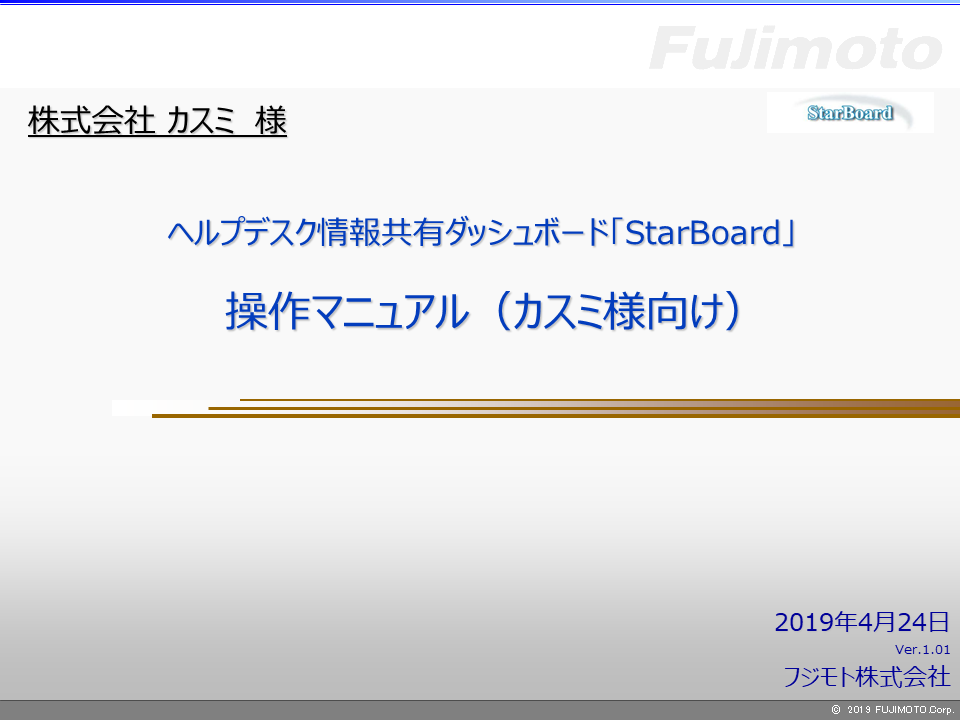 FuJimoto
株式会社 カスミ 様
StarBoard
ヘルプデスク情報共有ダッシュボード「StarBoard」
操作マニュアル（カスミ様向け）
2019年4月24日
Ver.1.01
フジモト株式会社
© 2019 FUJIMOTO.Corp.